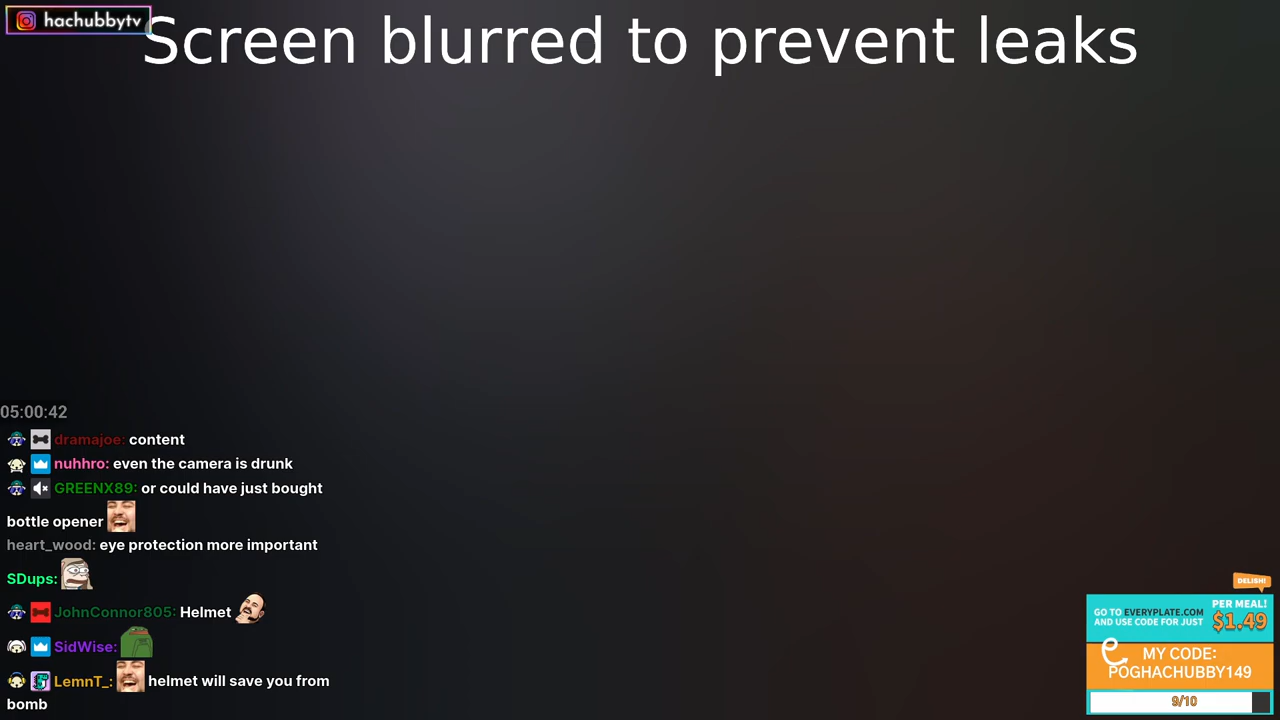 hachubbytv
Screen blurred to prevent leaks
05:00:42
dramajoe: content
nuhhro: even the camera is drunk
GREENX89: or could have just bought
bottle opener
heart_wood: eye protection more important
SDups:
JohnConnor805: Helmet
SidWise:
LemnT_: helmet will save you from
bomb
DELISH!
GO TO EVERYPLATE.COM
AND USE CODE FOR JUST
PER MEAL!
$1.49
MY CODE:
POGHACHUBBY149
9/10